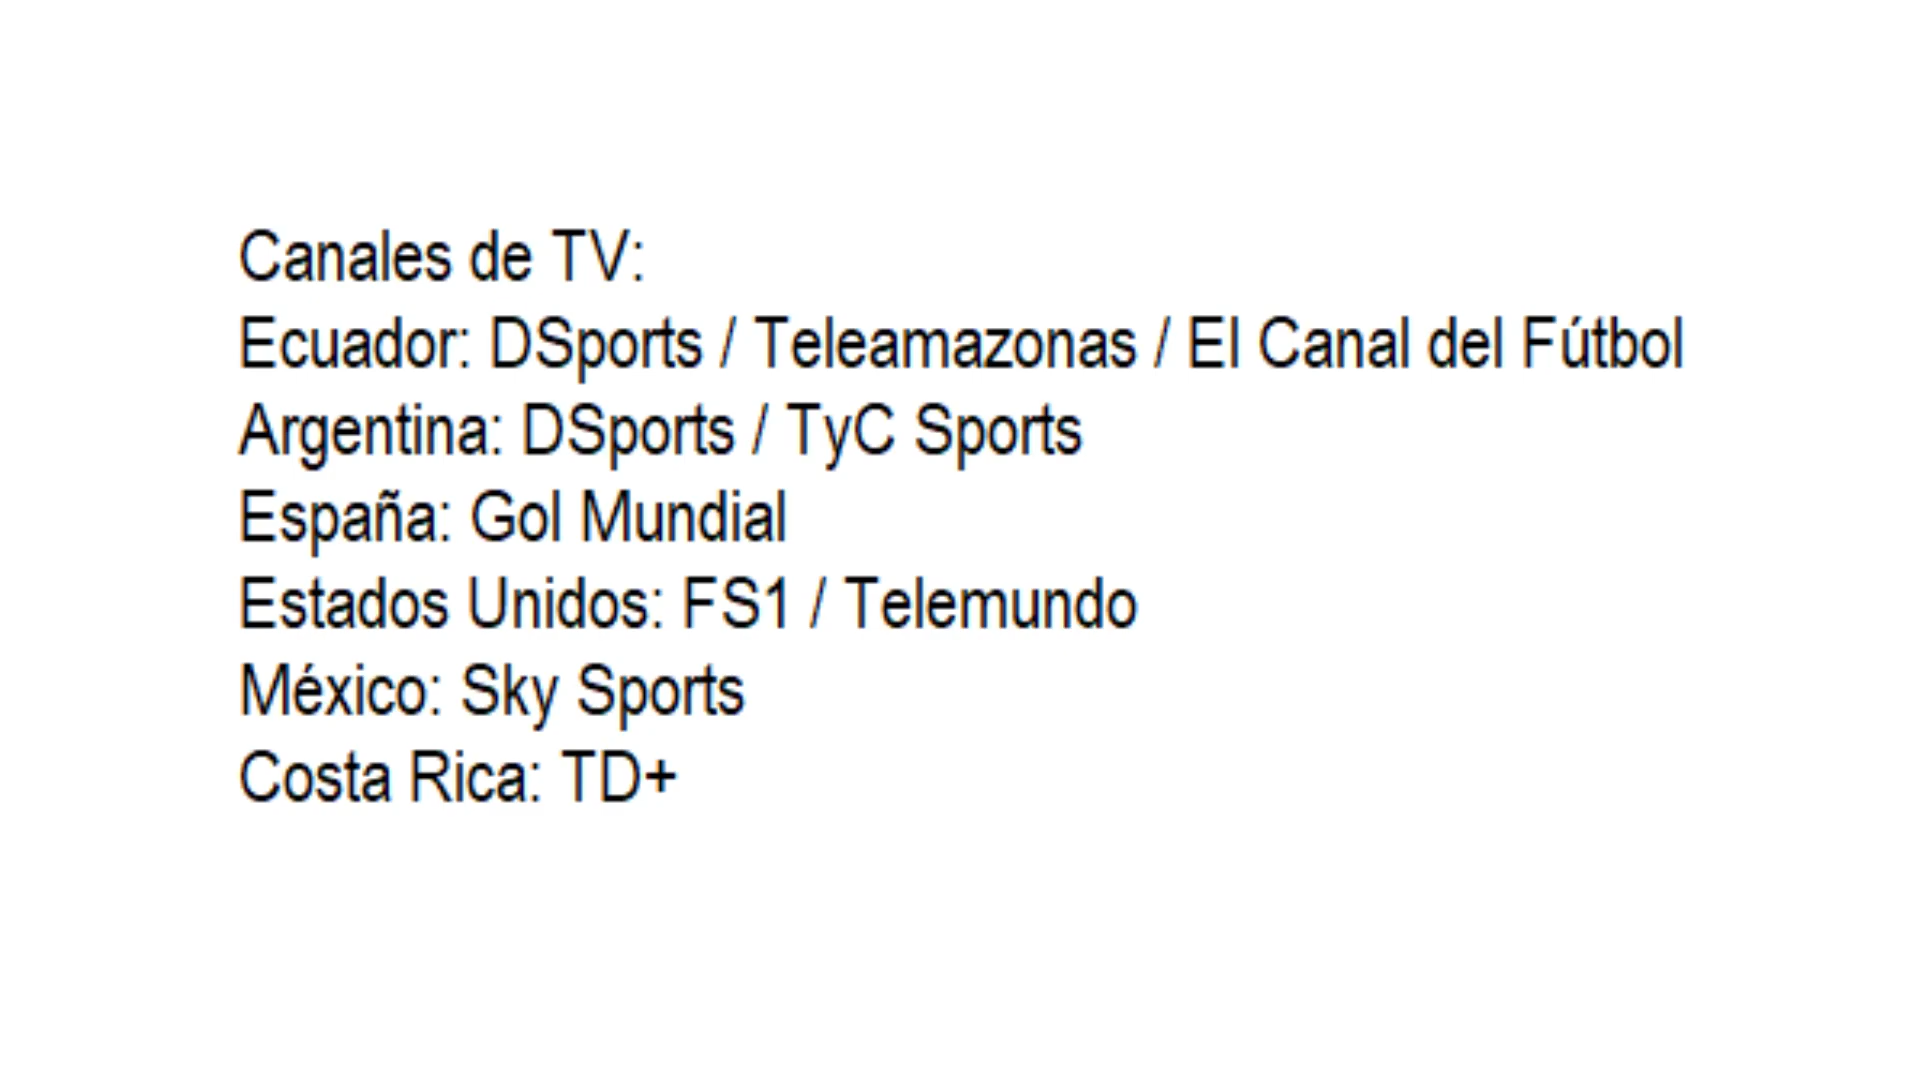 Canales de TV:
Ecuador: DSports / Teleamazonas / El Canal del Fútbol
Argentina: DSports / TyC Sports
España: Gol Mundial
Estados Unidos: FS1 / Telemundo
México: Sky Sports
Costa Rica: TD+